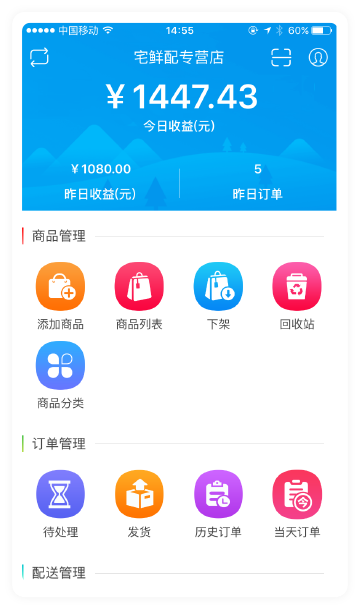 中国移动 14:55 60%
宅鲜配专营店
￥1447.43
今日收益(元)
￥1080.00 5
昨日收益(元) 昨日订单
商品管理
添加商品 商品列表 下架 回收站
商品分类
订单管理
今
待处理 发货 历史订单 当天订单
配送管理